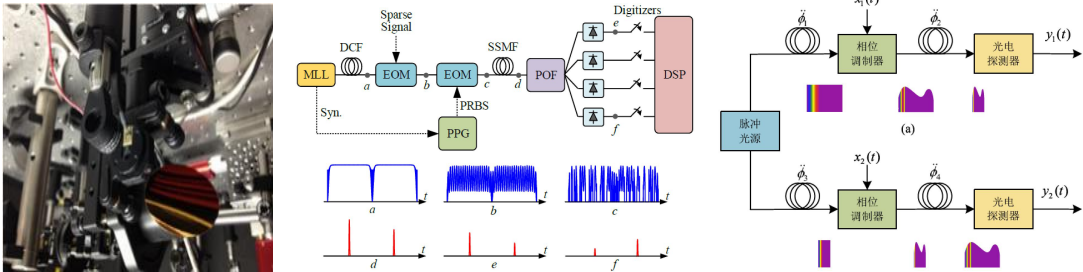 Sparse
Signal
Digitizers
DCF
SSMF
e
MLL
a
EOM
b
EOM
c
d
POF
DSP
PRBS
Syn.
PPG
f
t
t
t
a
b
c
t
t
t
d
e
f
x₁(t)
ϕ̈₁
ϕ̈₂
y₁(t)
相位
调制器
光电
探测器
(a)
脉冲
光源
x₂(t)
ϕ̈₃
ϕ̈₄
y₂(t)
相位
调制器
光电
探测器